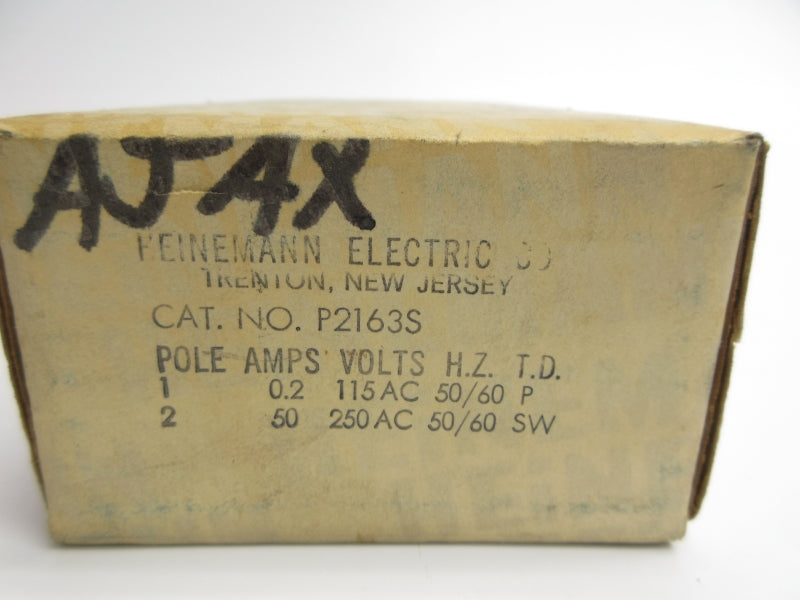 AJAX
HEINEMANN ELECTRIC CO
TRENTON, NEW JERSEY
CAT. NO. P2163S
POLE AMPS VOLTS H.Z. T.D.
1 0.2 115AC 50/60 P
2 50 250AC 50/60 SW